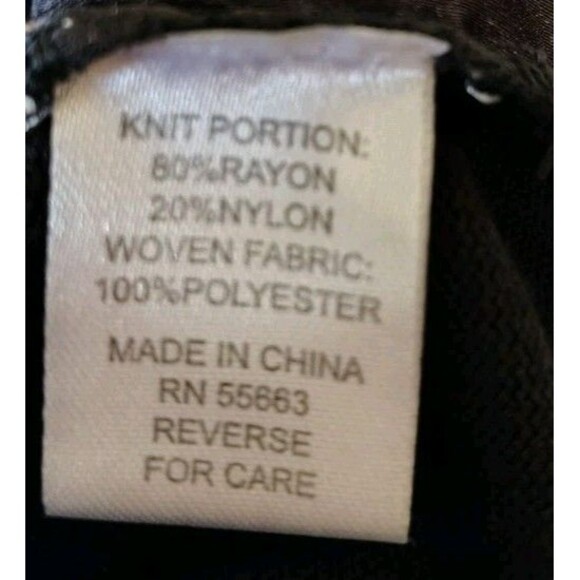 KNIT PORTION:
80%RAYON
20%NYLON
WOVEN FABRIC:
100%POLYESTER
MADE IN CHINA
RN 55663
REVERSE
FOR CARE